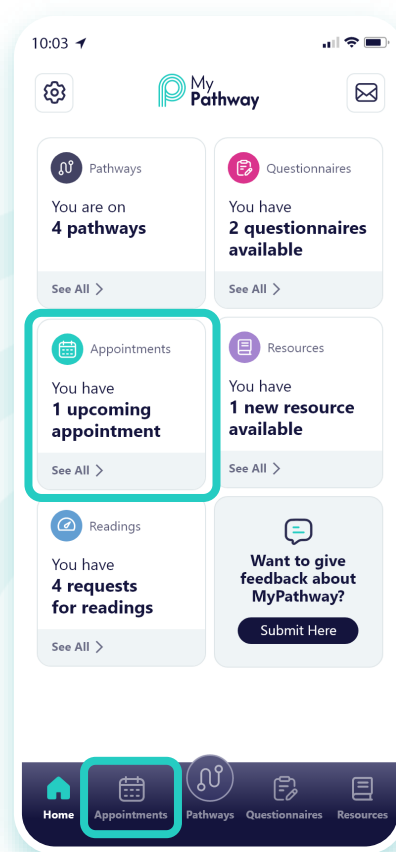 10:03
My
Pathway
Pathways
You are on
4 pathways
See All
Questionnaires
You have
2 questionnaires
available
See All
Appointments
You have
1 upcoming
appointment
See All
Resources
You have
1 new resource
available
See All
Readings
You have
4 requests
for readings
See All
Want to give
feedback about
MyPathway?
Submit Here
Home Appointments Pathways Questionnaires Resources